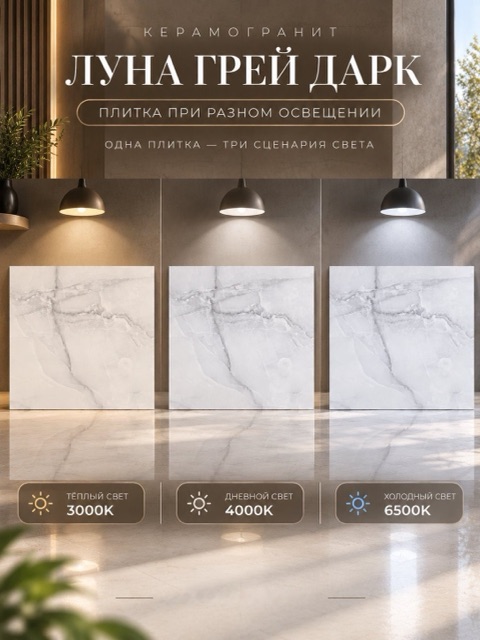 КЕРАМОГРАНИТ
ЛУНА ГРЕЙ ДАРК
ПЛИТКА ПРИ РАЗНОМ ОСВЕЩЕНИИ
ОДНА ПЛИТКА — ТРИ СЦЕНАРИЯ СВЕТА
ТЁПЛЫЙ СВЕТ
3000K
ДНЕВНОЙ СВЕТ
4000K
ХОЛОДНЫЙ СВЕТ
6500K